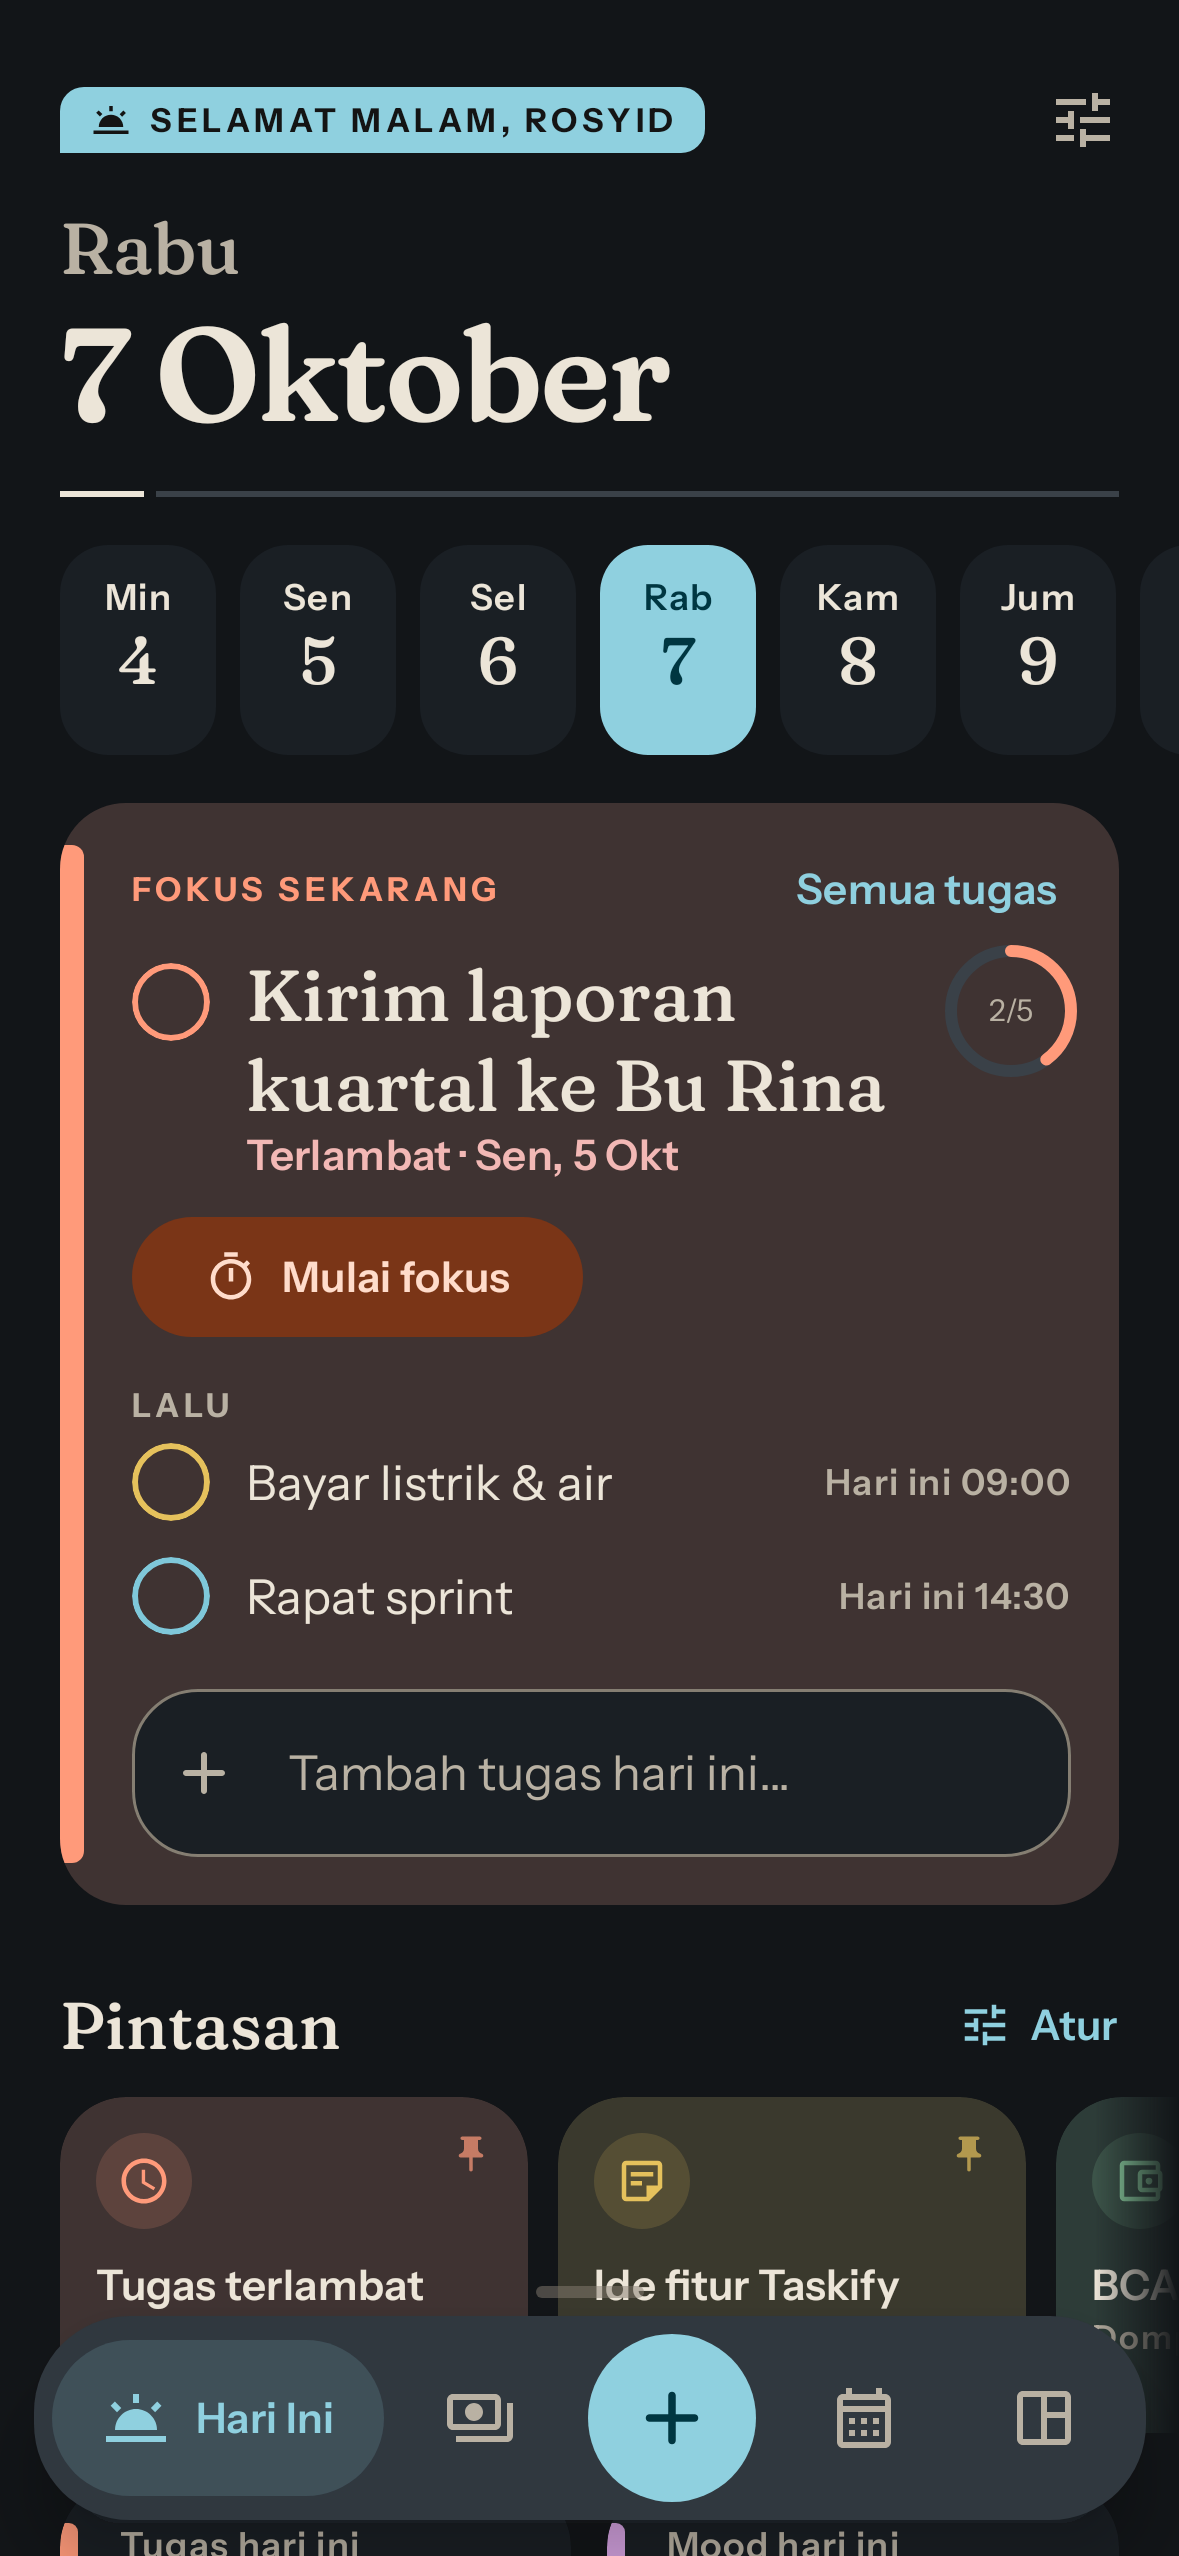 SELAMAT MALAM, ROSYID
Rabu
7 Oktober
Min
4
Sen
5
Sel
6
Rab
7
Kam
8
Jum
9
FOKUS SEKARANG
Semua tugas
Kirim laporan
kuartal ke Bu Rina
2/5
Terlambat · Sen, 5 Okt
Mulai fokus
LALU
Bayar listrik & air
Hari ini 09:00
Rapat sprint
Hari ini 14:30
Tambah tugas hari ini...
Pintasan
Atur
Tugas terlambat
Ide fitur Taskify
BCA
Hari Ini
Tugas hari ini
Mood hari ini